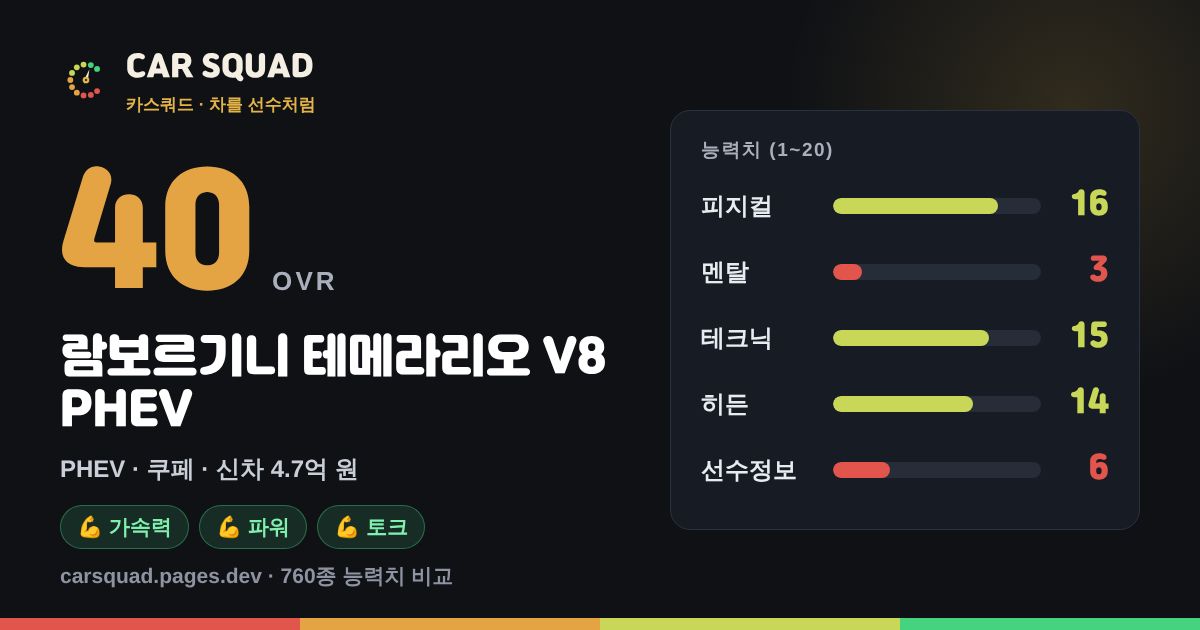 CAR SQUAD
카스쿼드 · 차를 선수처럼
40 OVR
람보르기니 테메라리오 V8
PHEV
PHEV · 쿠페 · 신차 4.7억 원
💪 가속력 💪 파워 💪 토크
carsquad.pages.dev · 760종 능력치 비교
능력치 (1~20)
피지컬 16
멘탈 3
테크닉 15
히든 14
선수정보 6